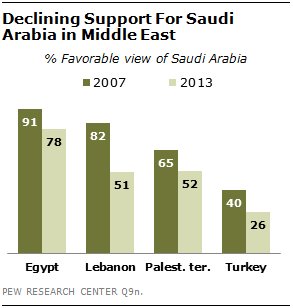 Declining Support For Saudi
Arabia in Middle East
% Favorable view of Saudi Arabia
2007 2013
91 78 82 51 65 52 40 26
Egypt Lebanon Palest. ter. Turkey
PEW RESEARCH CENTER Q9n.